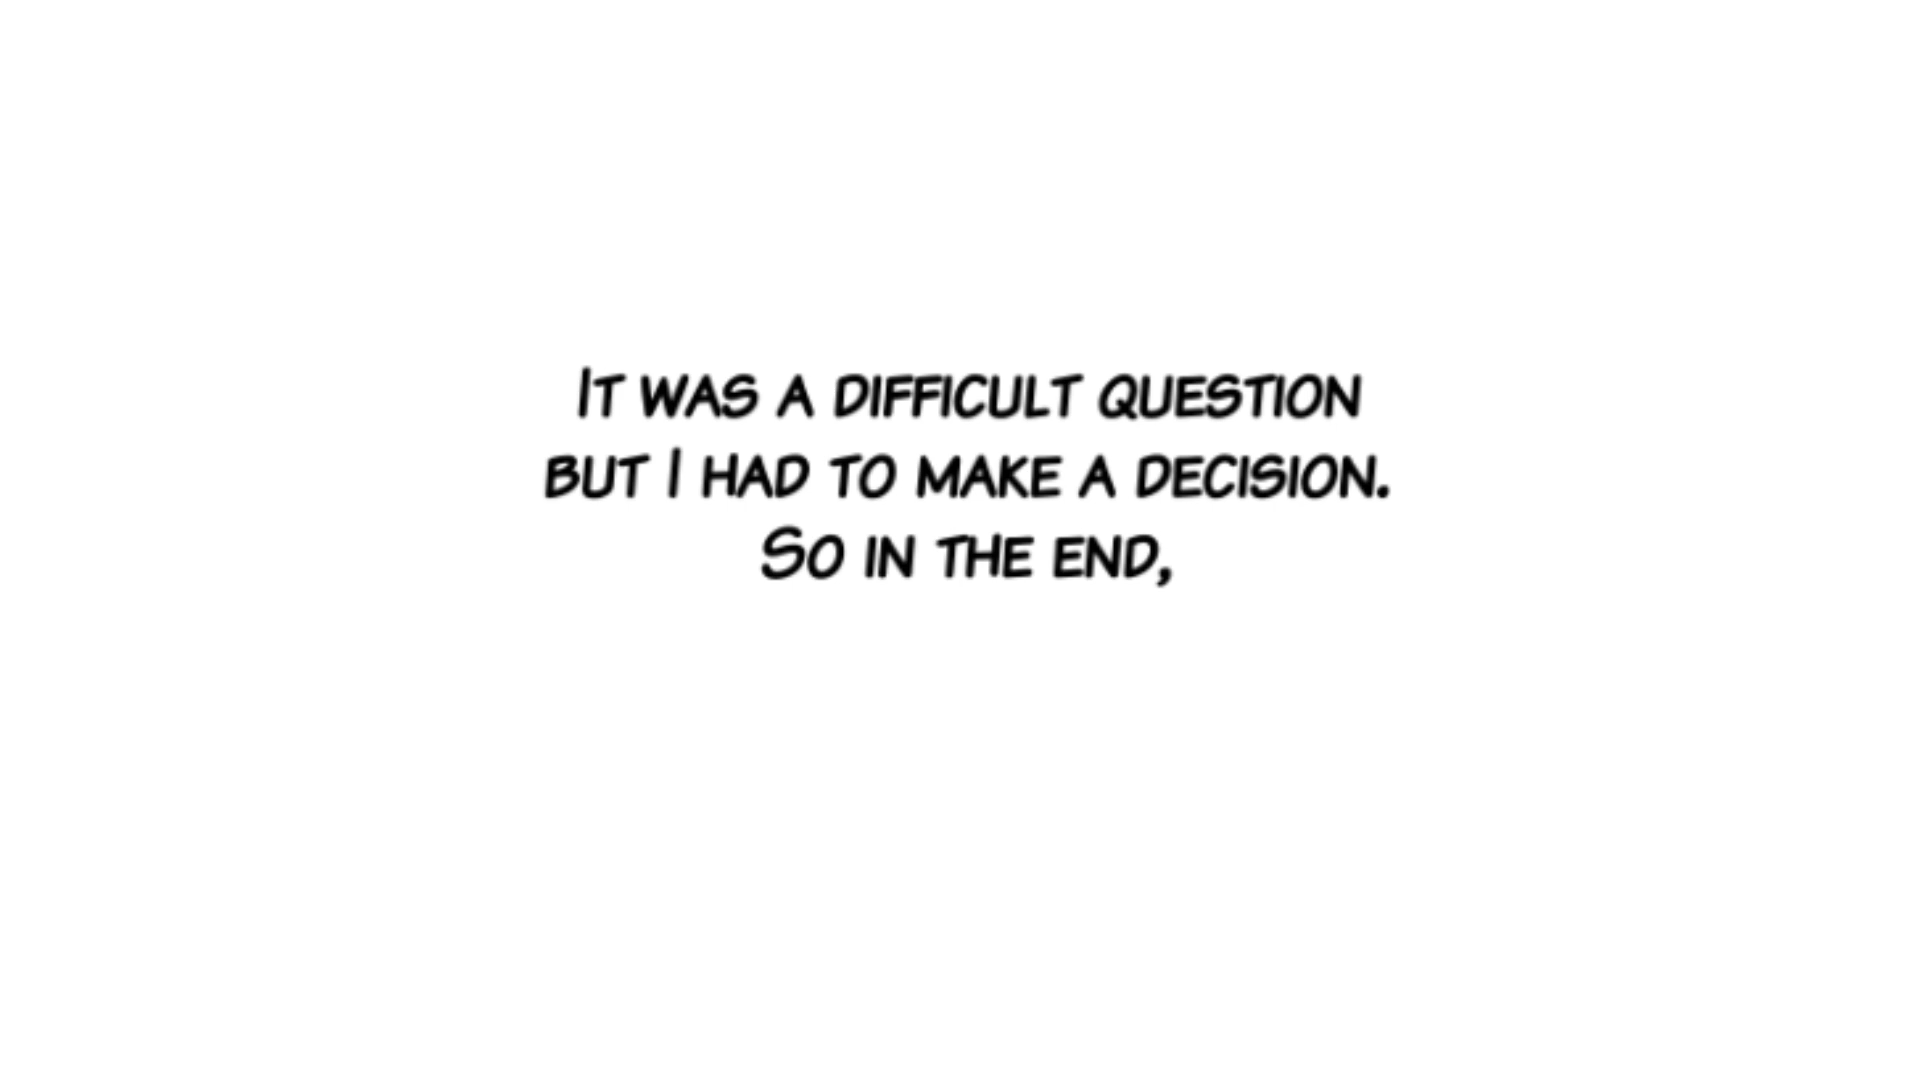 It was a difficult question
but I had to make a decision.
So in the end,